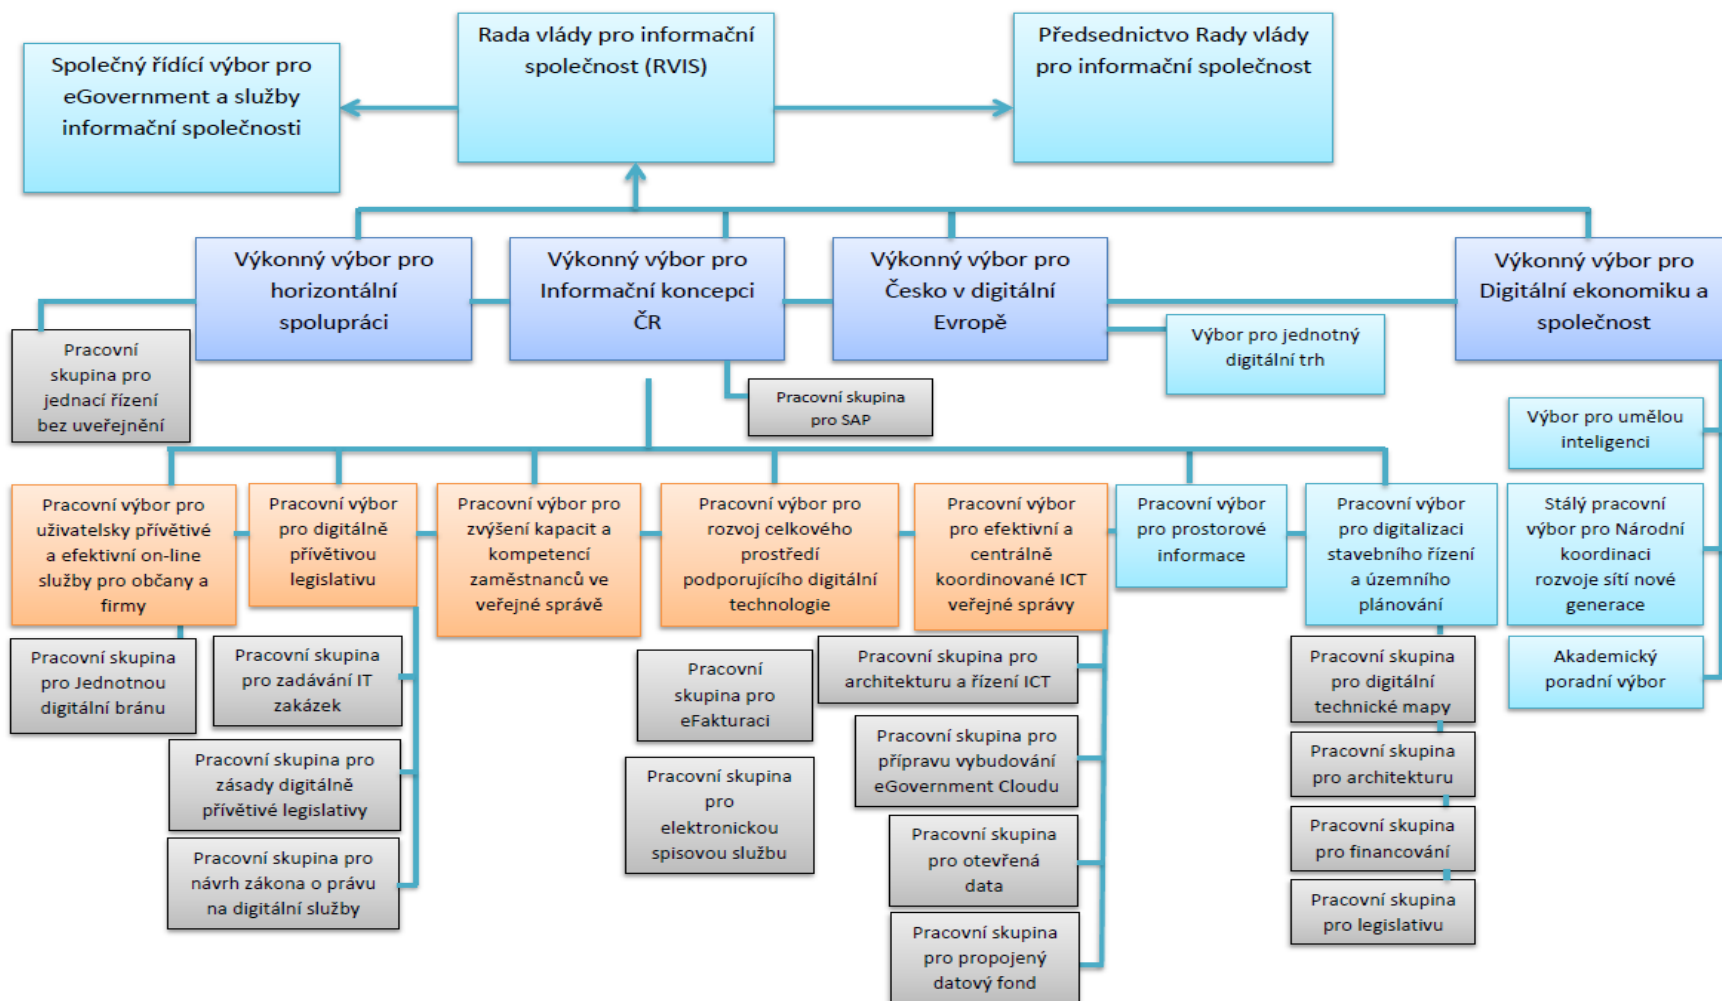 Společný řídící výbor pro
eGovernment a služby
informační společnosti
Rada vlády pro informační
společnost (RVIS)
Předsednictvo Rady vlády
pro informační společnost
Výkonný výbor pro
horizontální
spolupráci
Výkonný výbor pro
Informační koncepci
ČR
Výkonný výbor pro
Česko v digitální
Evropě
Výkonný výbor pro
Digitální ekonomiku a
společnost
Pracovní
skupina pro
jednací řízení
bez uveřejnění
Pracovní skupina
pro SAP
Výbor pro jednotný
digitální trh
Výbor pro umělou
inteligenci
Pracovní výbor pro
uživatelsky přívětivé
a efektivní on-line
služby pro občany a
firmy
Pracovní výbor
pro digitálně
přívětivou
legislativu
Pracovní výbor pro
zvýšení kapacit a
kompetencí
zaměstnanců ve
veřejné správě
Pracovní výbor pro
rozvoj celkového
prostředí
podporujícího digitální
technologie
Pracovní výbor
pro efektivní a
centrálně
koordinované ICT
veřejné správy
Pracovní výbor
pro prostorové
informace
Pracovní výbor
pro digitalizaci
stavebního řízení
a územního
plánování
Stálý pracovní
výbor pro Národní
koordinaci
rozvoje sítí nové
generace
Pracovní skupina
pro Jednotnou
digitální bránu
Pracovní skupina
pro zadávání IT
zakázek
Pracovní skupina pro
zásady digitálně
přívětivé legislativy
Pracovní skupina pro
návrh zákona o právu
na digitální služby
Pracovní
skupina pro
eFakturaci
Pracovní skupina
pro
elektronickou
spisovou službu
Pracovní skupina pro
architekturu a řízení ICT
Pracovní skupina pro
přípravu vybudování
eGovernment Cloudu
Pracovní skupina
pro otevřená
data
Pracovní skupina
pro propojený
datový fond
Pracovní skupina
pro digitální
technické mapy
Pracovní skupina
pro architekturu
Pracovní skupina
pro financování
Pracovní skupina
pro legislativu
Akademický
poradní výbor